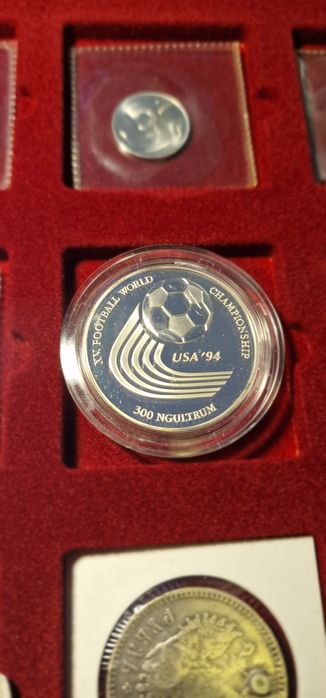 XV. FOOTBALL WORLD CHAMPIONSHIP
USA '94
300 NGULTRUM